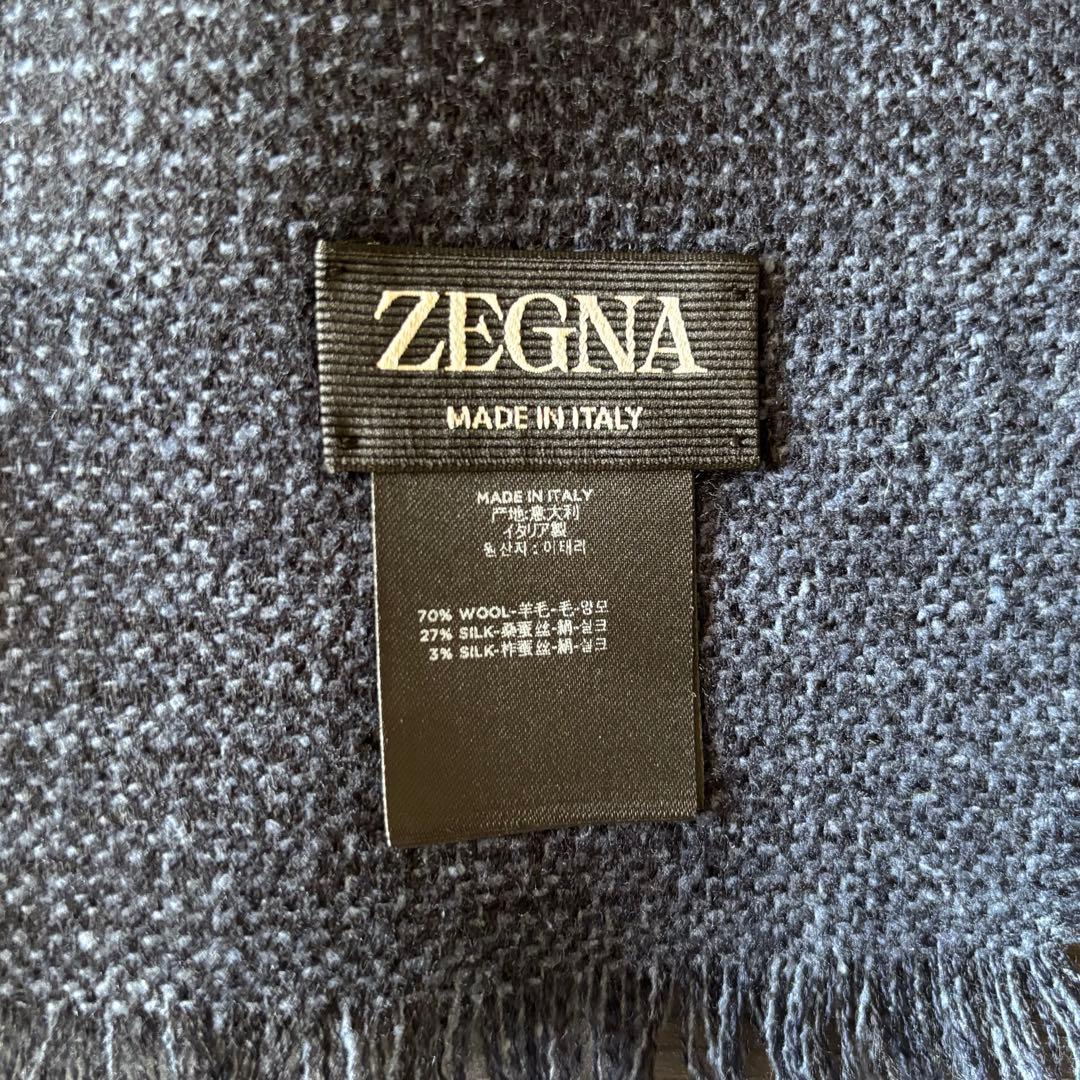 ZEGNA
MADE IN ITALY
MADE IN ITALY
产地:意大利
イタリア製
원산지 : 이태리
70% WOOL-羊毛-毛-양모
27% SILK-桑蚕丝-絹-실크
3% SILK-柞蚕丝-絹-실크